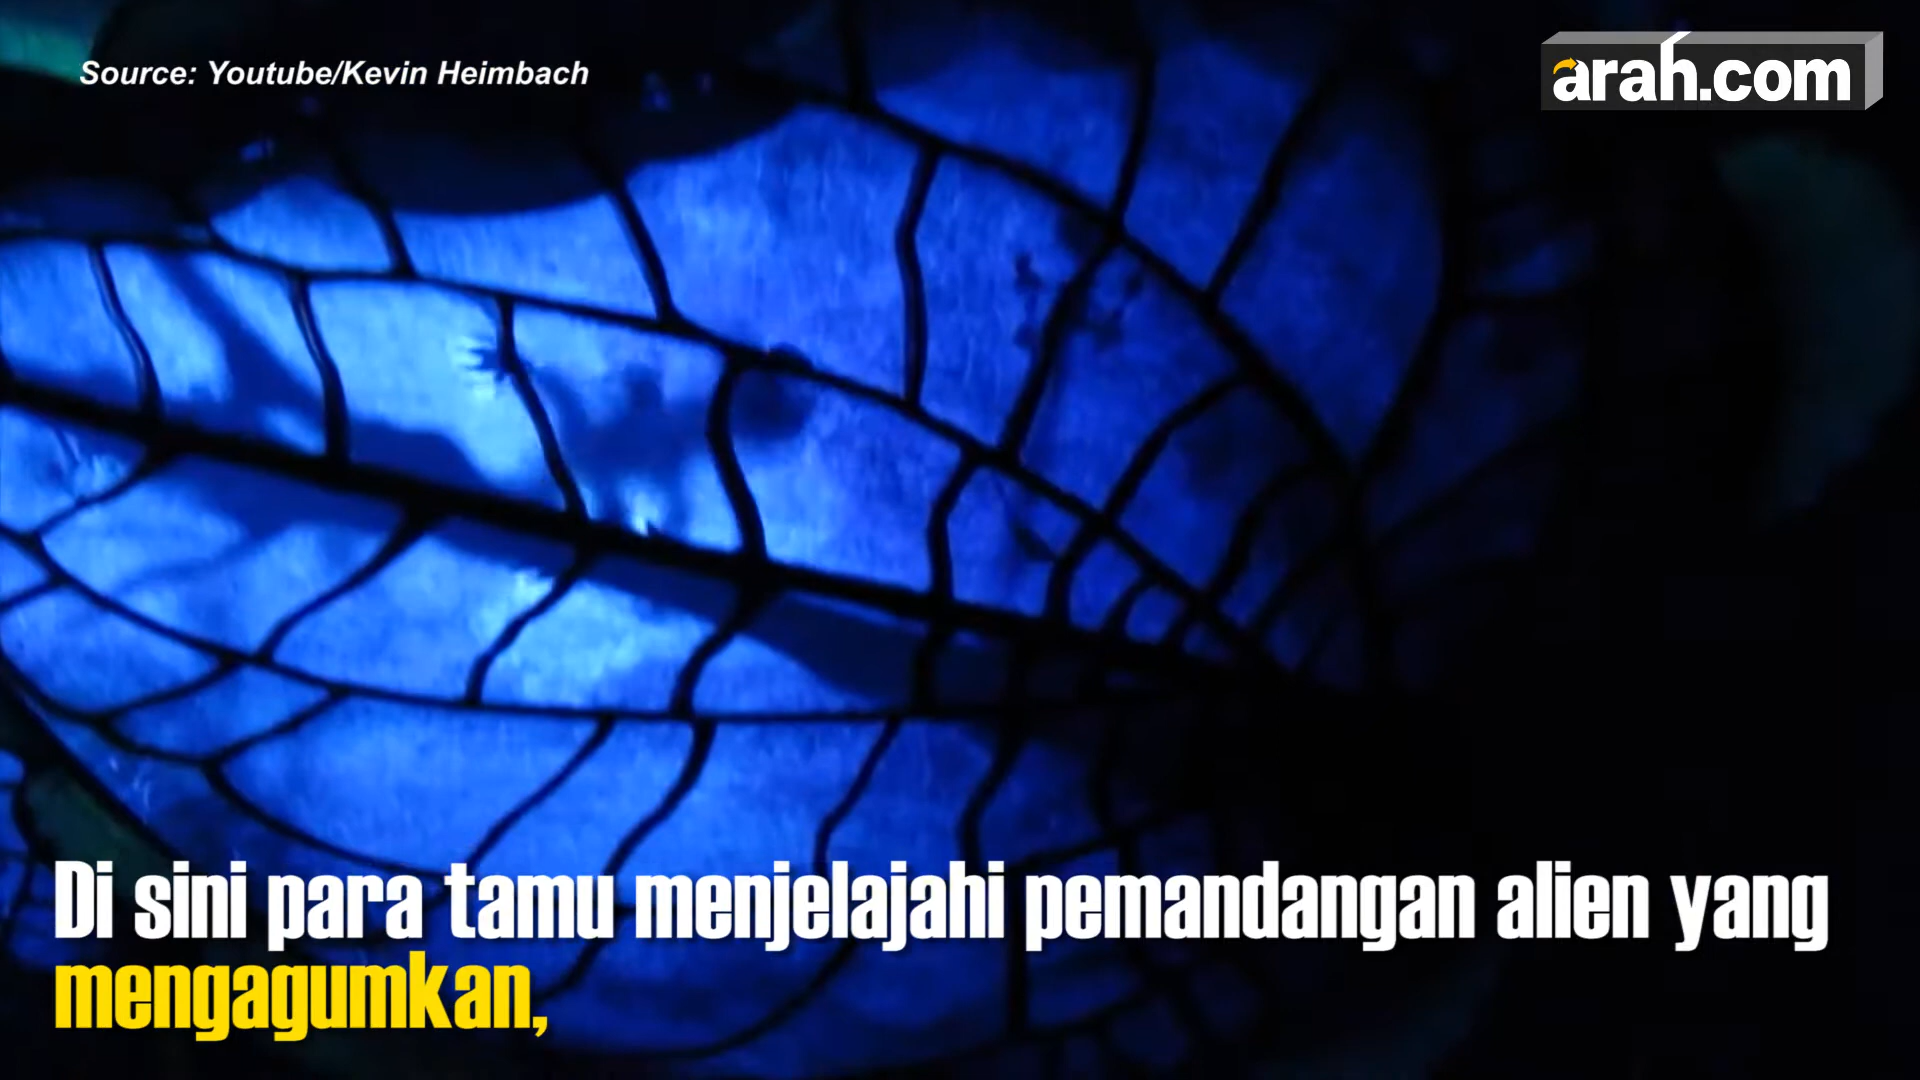 Source: Youtube/Kevin Heimbach
arah.com
Di sini para tamu menjelajahi pemandangan alien yang
mengagumkan,